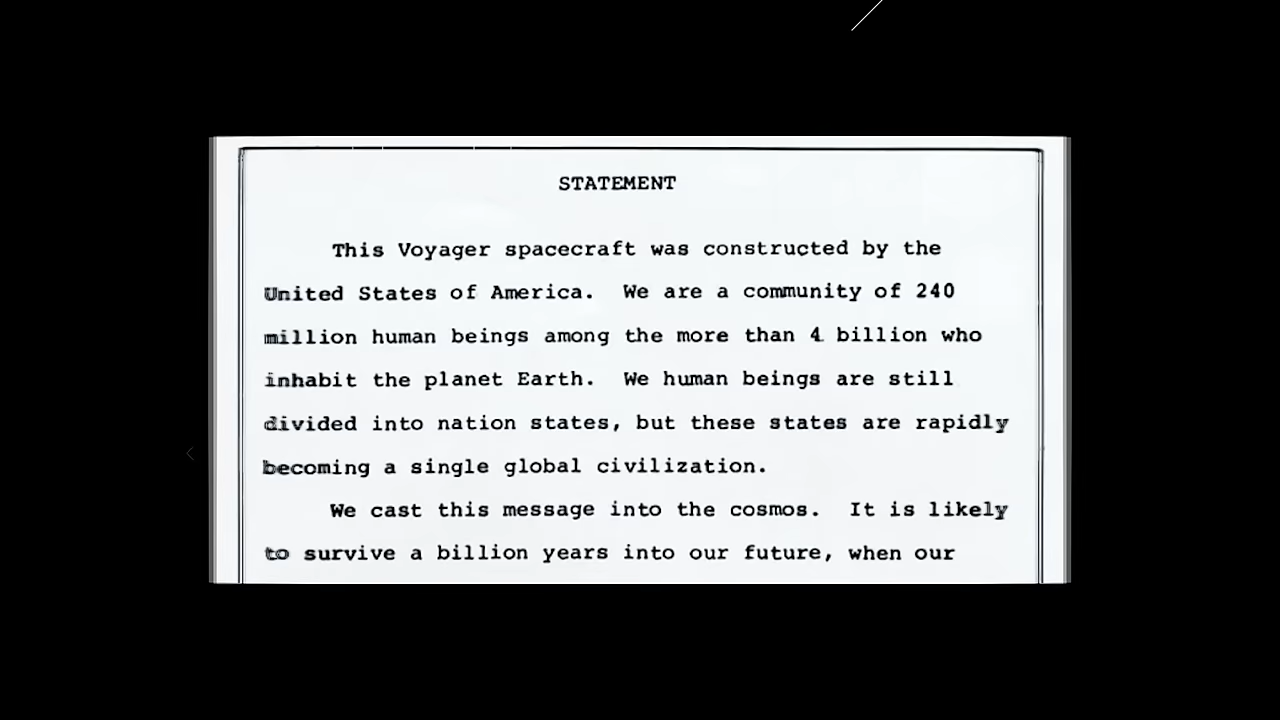 STATEMENT
This Voyager spacecraft was constructed by the
United States of America. We are a community of 240
million human beings among the more than 4 billion who
inhabit the planet Earth. We human beings are still
divided into nation states, but these states are rapidly
becoming a single global civilization.
We cast this message into the cosmos. It is likely
to survive a billion years into our future, when our